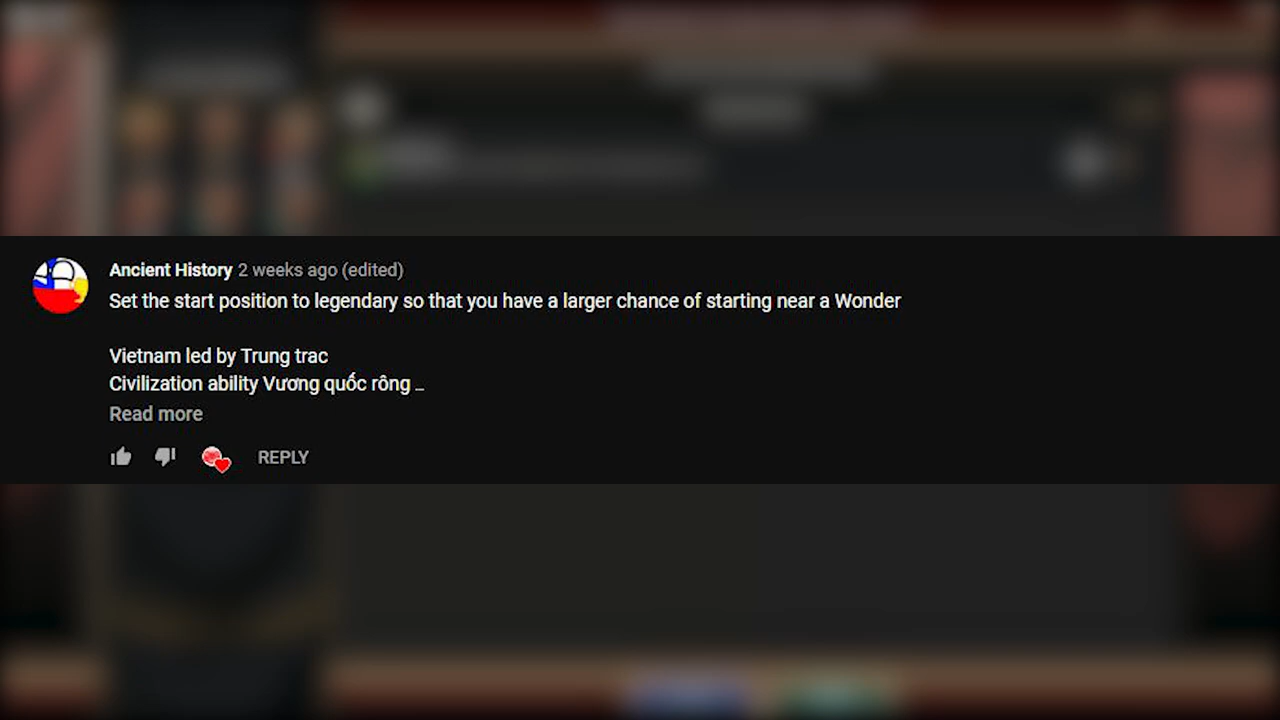 Ancient History 2 weeks ago (edited)
Set the start position to legendary so that you have a larger chance of starting near a Wonder
Vietnam led by Trung trac
Civilization ability Vương quốc rông ...
Read more
REPLY